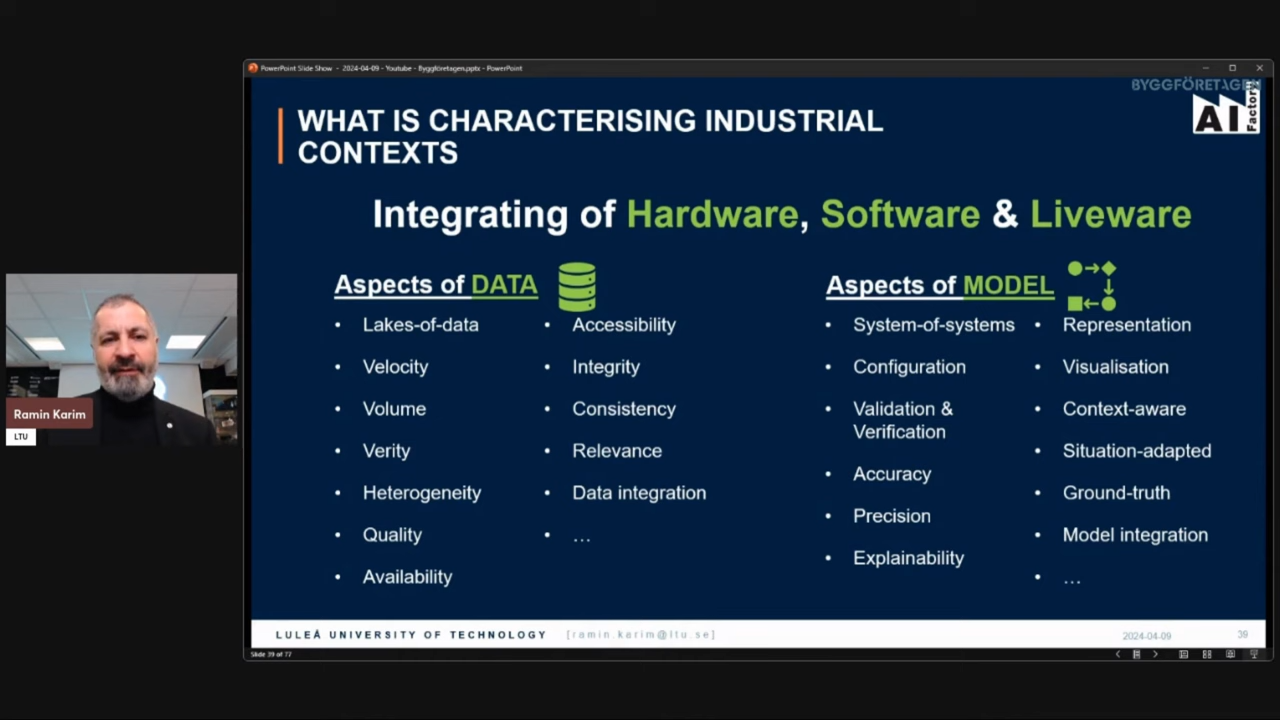 PowerPoint Slide Show - 2024-04-09 - Youtube - Byggföretagen.pptx - PowerPoint
BYGGFÖRETAGEN
AI Factory
WHAT IS CHARACTERISING INDUSTRIAL
CONTEXTS
Integrating of Hardware, Software & Liveware
Aspects of DATA
• Lakes-of-data
• Velocity
• Volume
• Verity
• Heterogeneity
• Quality
• Availability
• Accessibility
• Integrity
• Consistency
• Relevance
• Data integration
• …
Aspects of MODEL
• System-of-systems
• Configuration
• Validation &
Verification
• Accuracy
• Precision
• Explainability
• Representation
• Visualisation
• Context-aware
• Situation-adapted
• Ground-truth
• Model integration
• …
Ramin Karim
LTU
LULEÅ UNIVERSITY OF TECHNOLOGY [ramin.karim@ltu.se]
2024-04-09 39
Slide 39 of 77